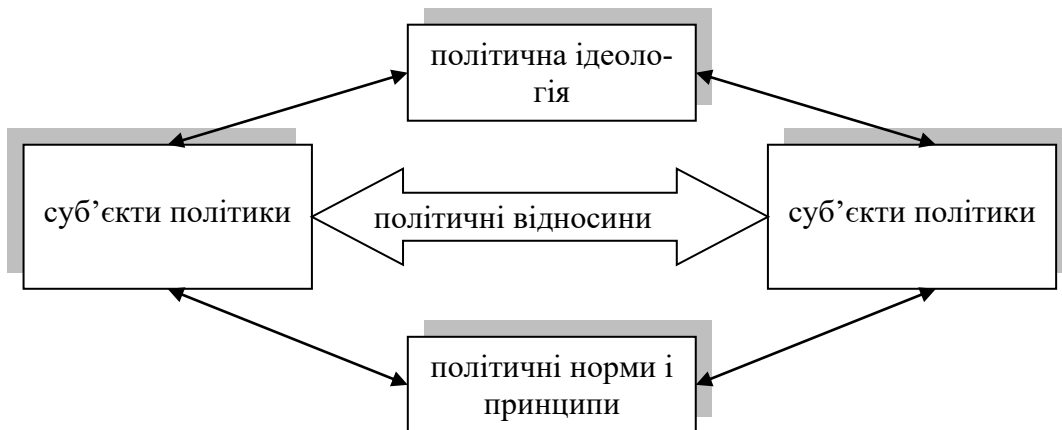 політична ідеоло-
гія
суб’єкти політики
політичні відносини
суб’єкти політики
політичні норми і
принципи